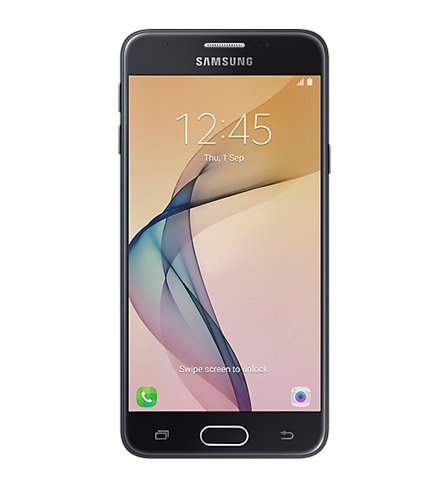 SAMSUNG
12:45
Thu, 1 Sep
Swipe screen to unlock